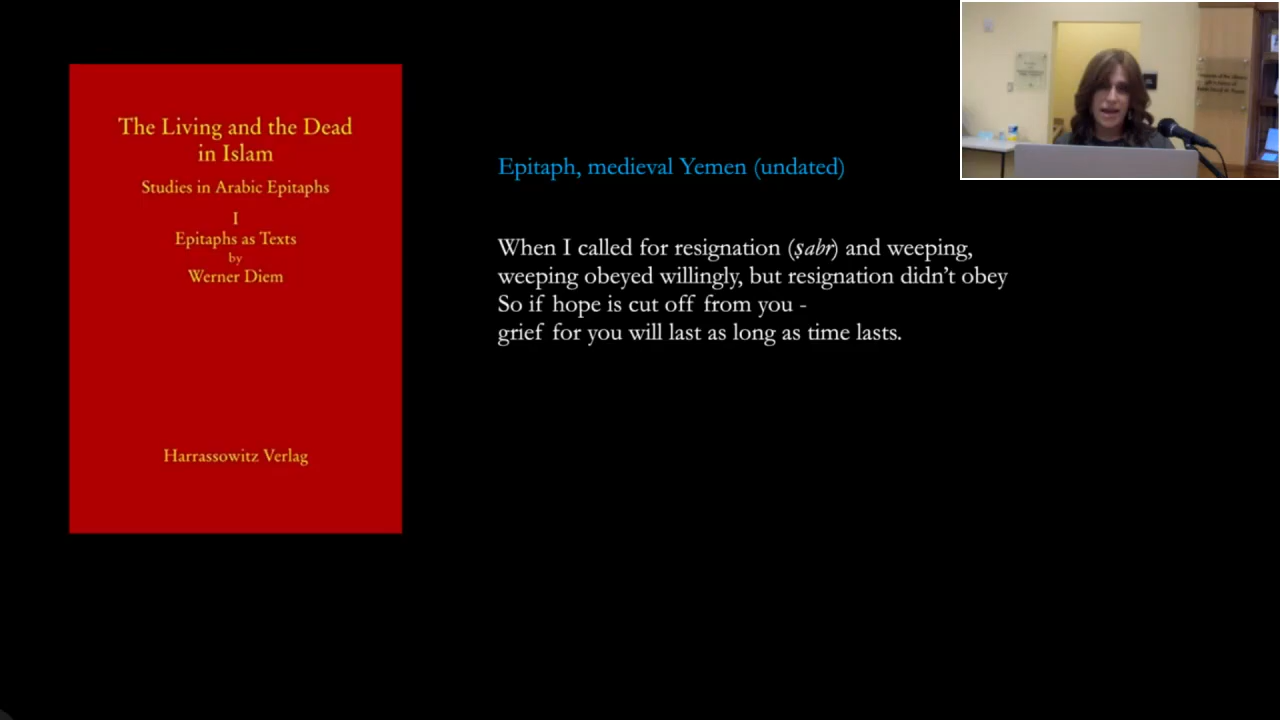 The Living and the Dead
in Islam
Studies in Arabic Epitaphs
I
Epitaphs as Texts
by
Werner Diem
Harrassowitz Verlag
Epitaph, medieval Yemen (undated)
When I called for resignation (ṣabr) and weeping,
weeping obeyed willingly, but resignation didn’t obey
So if hope is cut off from you -
grief for you will last as long as time lasts.